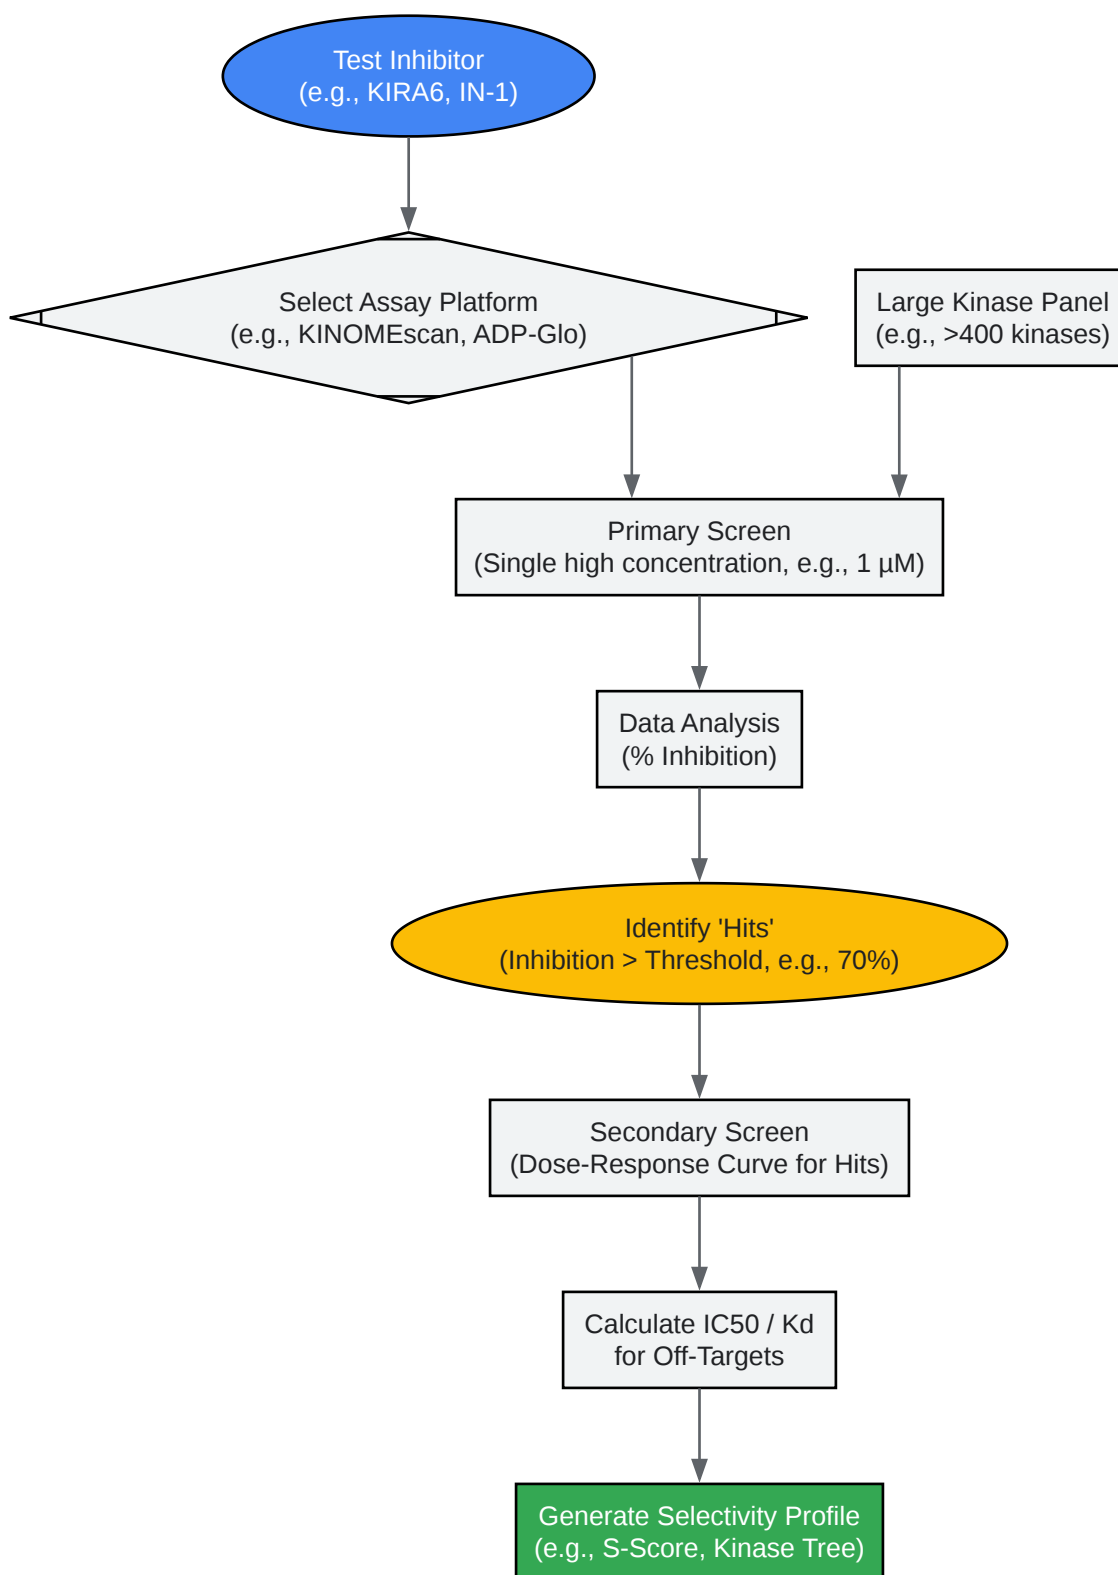 Test Inhibitor
(e.g., KIRA6, IN-1)
Select Assay Platform
(e.g., KINOMEscan, ADP-Glo)
Large Kinase Panel
(e.g., >400 kinases)
Primary Screen
(Single high concentration, e.g., 1 µM)
Data Analysis
(% Inhibition)
Identify 'Hits'
(Inhibition > Threshold, e.g., 70%)
Secondary Screen
(Dose-Response Curve for Hits)
Calculate IC50 / Kd
for Off-Targets
Generate Selectivity Profile
(e.g., S-Score, Kinase Tree)